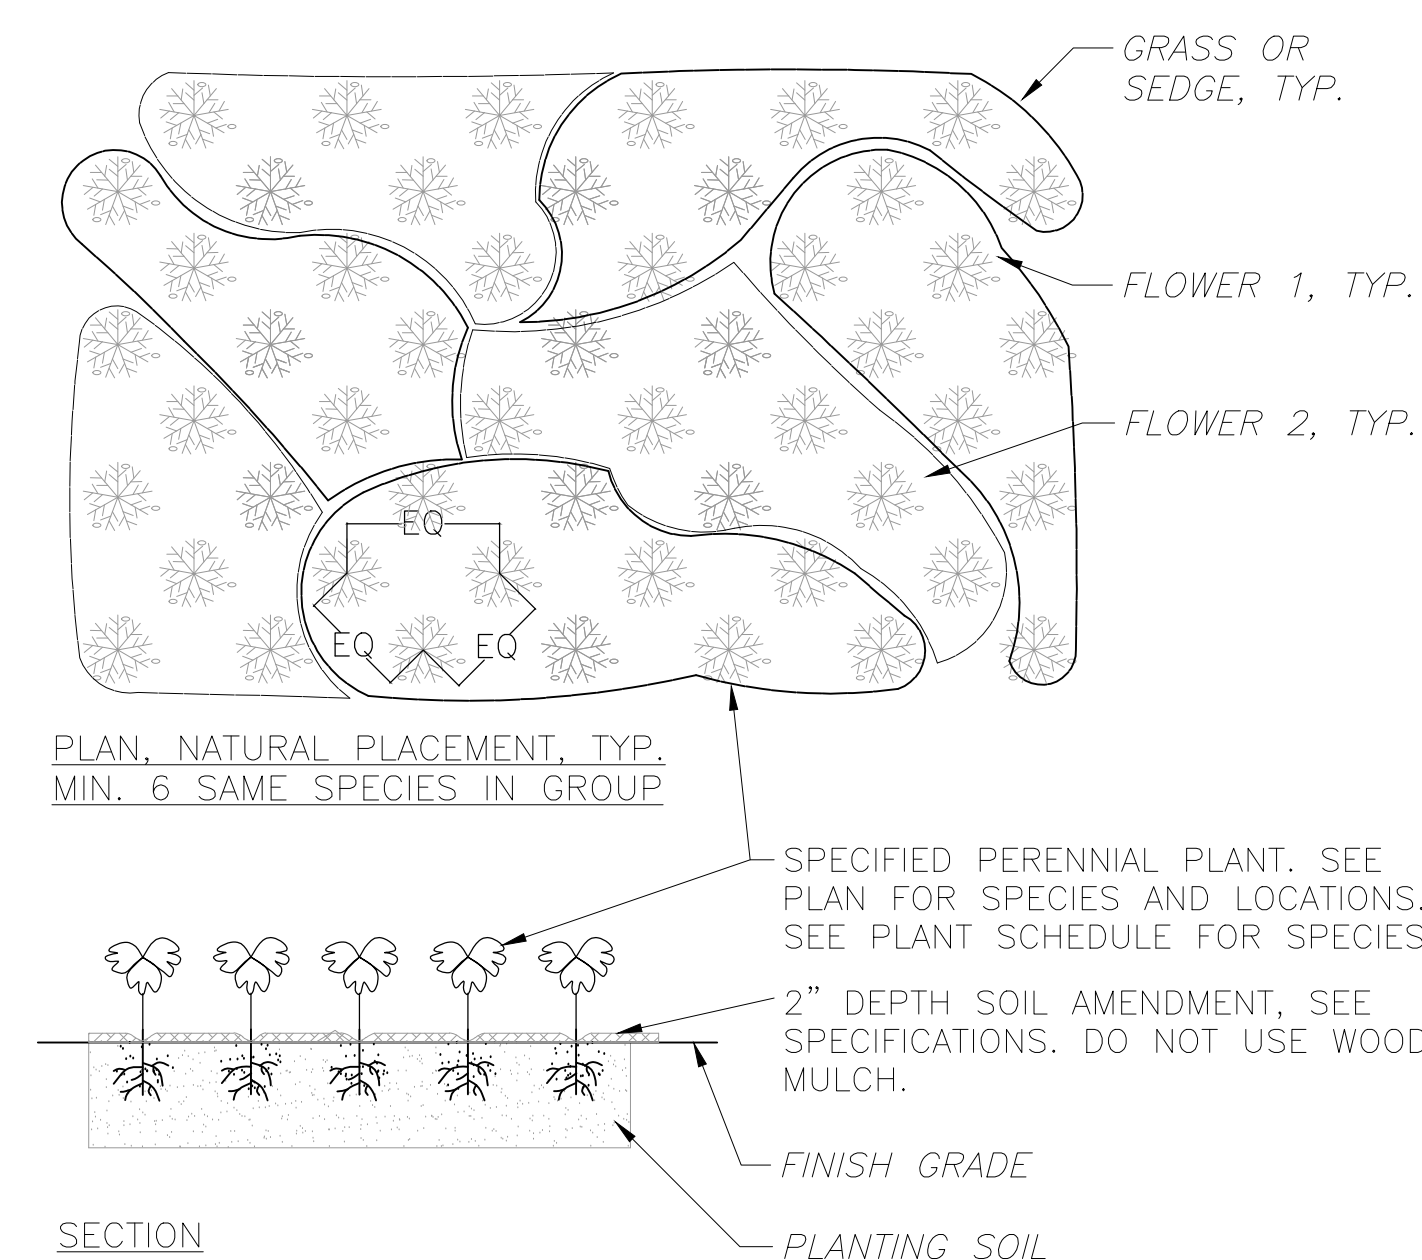 GRASS OR
SEDGE, TYP.
FLOWER 1, TYP.
FLOWER 2, TYP.
EQ
EQ
EQ
PLAN, NATURAL PLACEMENT, TYP.
MIN. 6 SAME SPECIES IN GROUP
SPECIFIED PERENNIAL PLANT. SEE
PLAN FOR SPECIES AND LOCATIONS.
SEE PLANT SCHEDULE FOR SPECIES
2” DEPTH SOIL AMENDMENT, SEE
SPECIFICATIONS. DO NOT USE WOOD
MULCH.
FINISH GRADE
SECTION
PLANTING SOIL